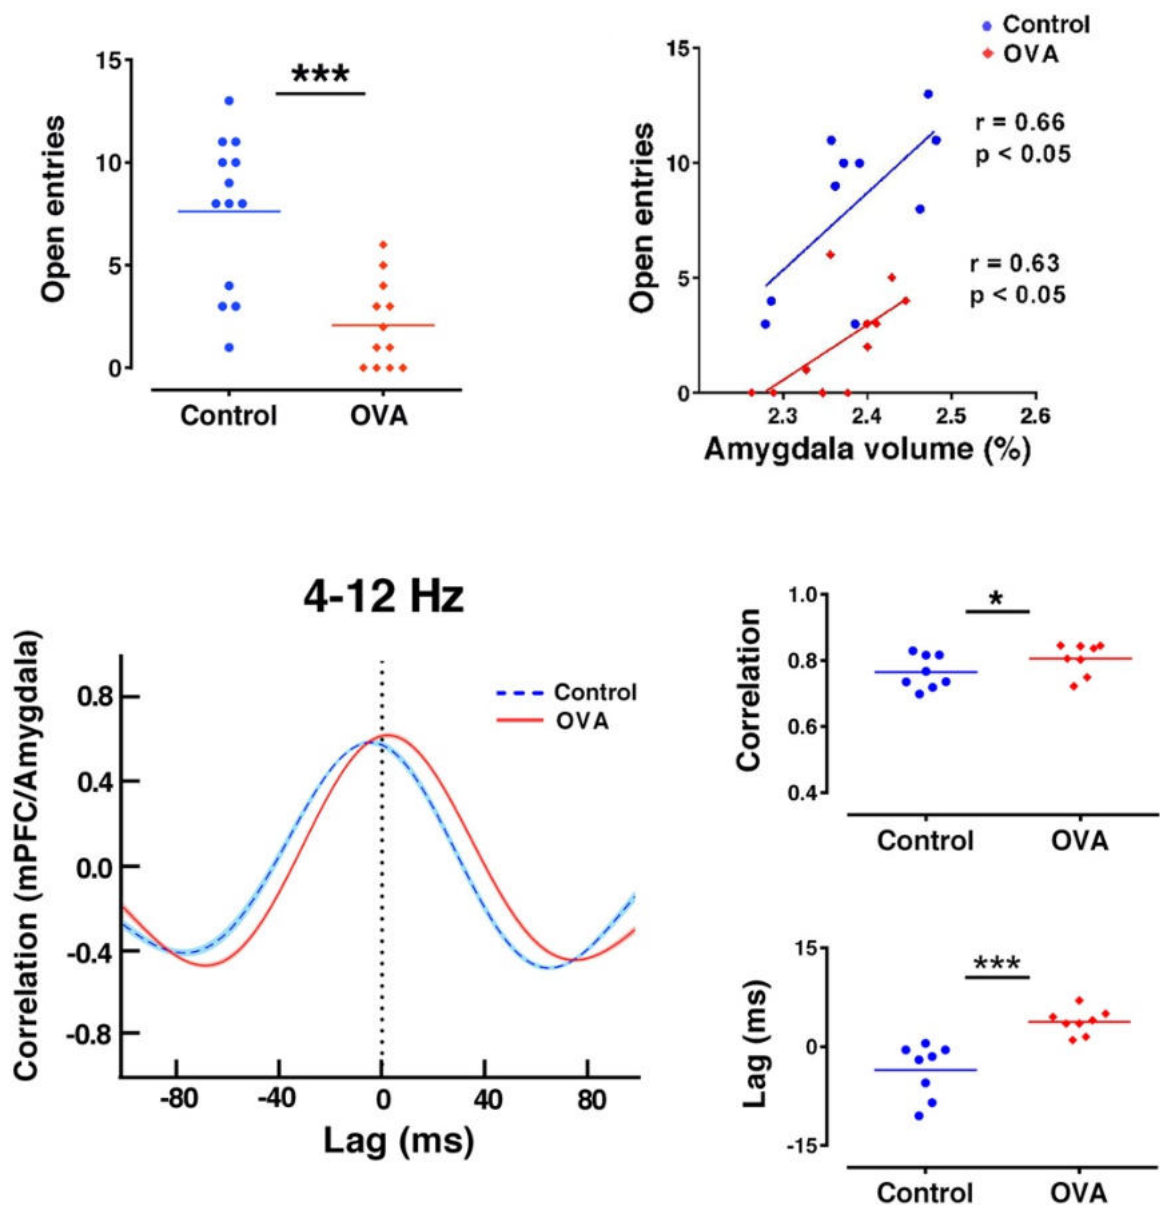 15
10
5
0
Open entries
***
Control
OVA
Control
OVA
15
10
5
0
Open entries
r = 0.66
p < 0.05
r = 0.63
p < 0.05
2.3
2.4
2.5
2.6
Amygdala volume (%)
4-12 Hz
Correlation (mPFC/Amygdala)
0.8
0.4
0.0
-0.4
-0.8
Control
OVA
-80
-40
0
40
80
Lag (ms)
Correlation
1.0
0.8
0.6
0.4
*
Control
OVA
Lag (ms)
15
0
-15
***
Control
OVA